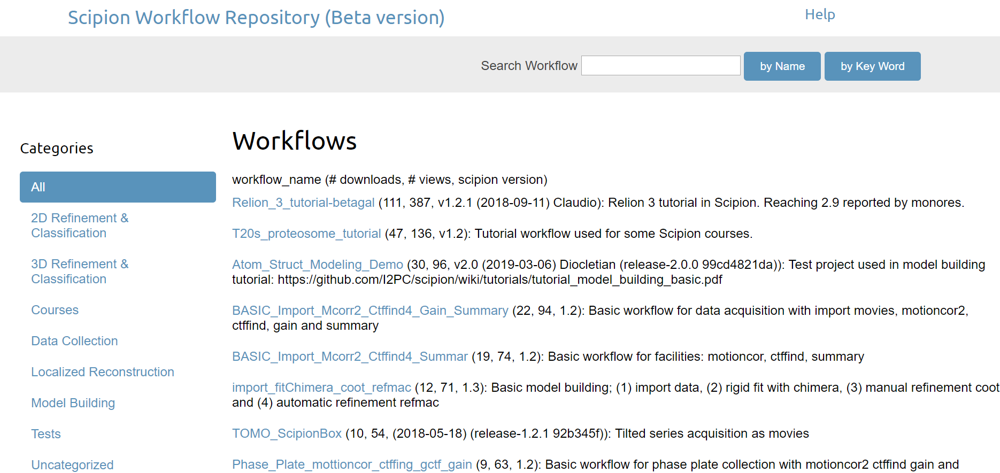 Scipion Workflow Repository (Beta version)
Help
Search Workflow
by Name
by Key Word
Categories
All
2D Refinement &
Classification
3D Refinement &
Classification
Courses
Data Collection
Localized Reconstruction
Model Building
Tests
Uncategorized
Workflows
workflow_name (# downloads, # views, scipion version)
Relion_3_tutorial-betagal (111, 387, v1.2.1 (2018-09-11) Claudio): Relion 3 tutorial in Scipion. Reaching 2.9 reported by monores.
T20s_proteosome_tutorial (47, 136, v1.2): Tutorial workflow used for some Scipion courses.
Atom_Struct_Modeling_Demo (30, 96, v2.0 (2019-03-06) Diocletian (release-2.0.0 99cd4821da)): Test project used in model building
tutorial: https://github.com/I2PC/scipion/wiki/tutorials/tutorial_model_building_basic.pdf
BASIC_Import_Mcorr2_Ctffind4_Gain_Summary (22, 94, 1.2): Basic workflow for data acquisition with import movies, motioncor2,
ctffind, gain and summary
BASIC_Import_Mcorr2_Ctffind4_Summar (19, 74, 1.2): Basic workflow for facilities: motioncor, ctffind, summary
import_fitChimera_coot_refmac (12, 71, 1.3): Basic model building; (1) import data, (2) rigid fit with chimera, (3) manual refinement coot
and (4) automatic refinement refmac
TOMO_ScipionBox (10, 54, (2018-05-18) (release-1.2.1 92b345f)): Tilted series acquisition as movies
Phase_Plate_mottioncor_ctffing_gctf_gain (9, 63, 1.2): Basic workflow for phase plate collection with motioncor2 ctffind gain and